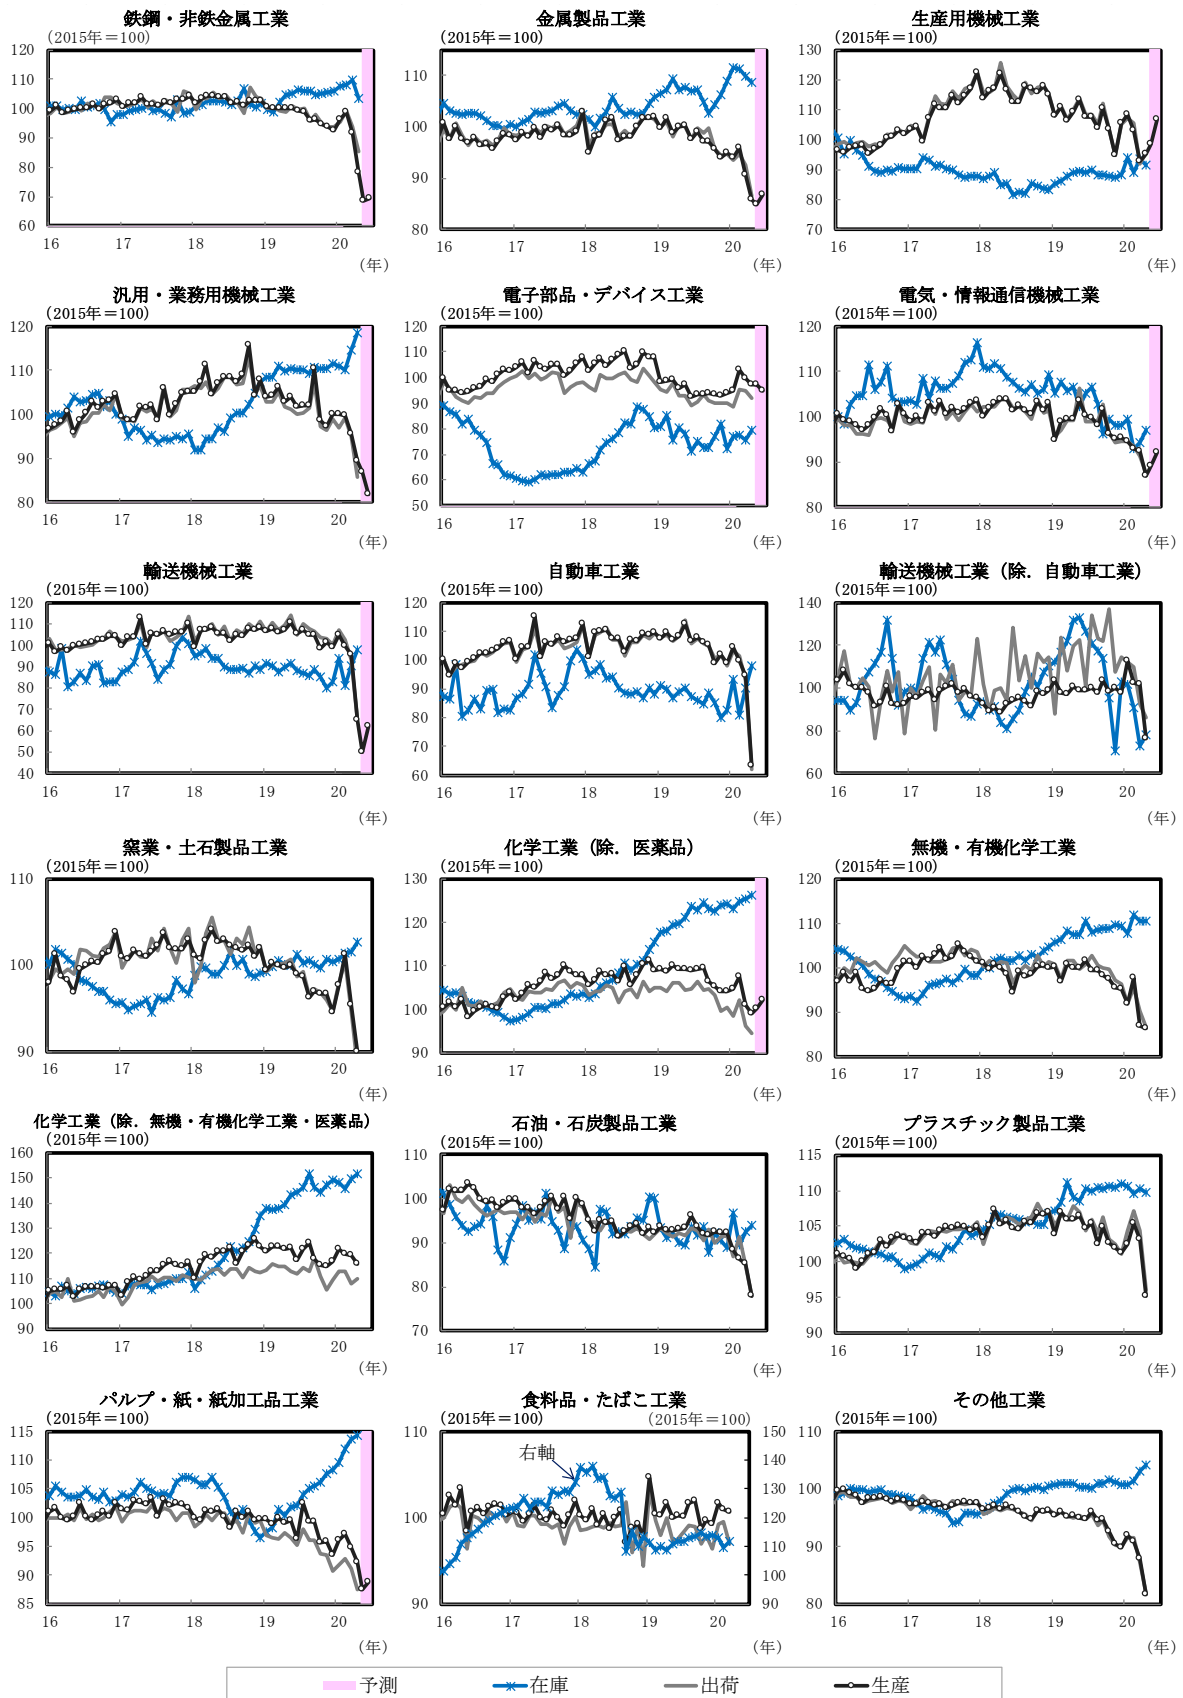 鉄鋼・非鉄金属工業
(2015年＝100)
120
110
100
90
80
70
60
16 17 18 19 20
(年)
金属製品工業
(2015年＝100)
110
100
90
80
16 17 18 19 20
(年)
生産用機械工業
(2015年＝100)
130
120
110
100
90
80
70
16 17 18 19 20
(年)
汎用・業務用機械工業
(2015年＝100)
120
110
100
90
80
16 17 18 19 20
(年)
電子部品・デバイス工業
(2015年＝100)
120
110
100
90
80
70
60
50
16 17 18 19 20
(年)
電気・情報通信機械工業
(2015年＝100)
120
110
100
90
80
16 17 18 19 20
(年)
輸送機械工業
(2015年＝100)
120
110
100
90
80
70
60
50
40
16 17 18 19 20
(年)
自動車工業
(2015年＝100)
120
110
100
90
80
70
60
16 17 18 19 20
(年)
輸送機械工業（除．自動車工業）
(2015年＝100)
140
120
100
80
60
16 17 18 19 20
(年)
窯業・土石製品工業
(2015年＝100)
110
100
90
16 17 18 19 20
(年)
化学工業（除．医薬品）
(2015年＝100)
130
120
110
100
90
16 17 18 19 20
(年)
無機・有機化学工業
(2015年＝100)
120
110
100
90
80
16 17 18 19 20
(年)
化学工業（除．無機・有機化学工業・医薬品）
(2015年＝100)
160
150
140
130
120
110
100
90
16 17 18 19 20
(年)
石油・石炭製品工業
(2015年＝100)
110
100
90
80
70
16 17 18 19 20
(年)
プラスチック製品工業
(2015年＝100)
115
110
105
100
95
90
16 17 18 19 20
(年)
パルプ・紙・紙加工品工業
(2015年＝100)
115
110
105
100
95
90
85
16 17 18 19 20
(年)
食料品・たばこ工業
(2015年＝100) (2015年＝100)
右軸
110
100
90
150
140
130
120
110
100
90
16 17 18 19 20
(年)
その他工業
(2015年＝100)
110
100
90
80
16 17 18 19 20
(年)
予測 在庫 出荷 生産